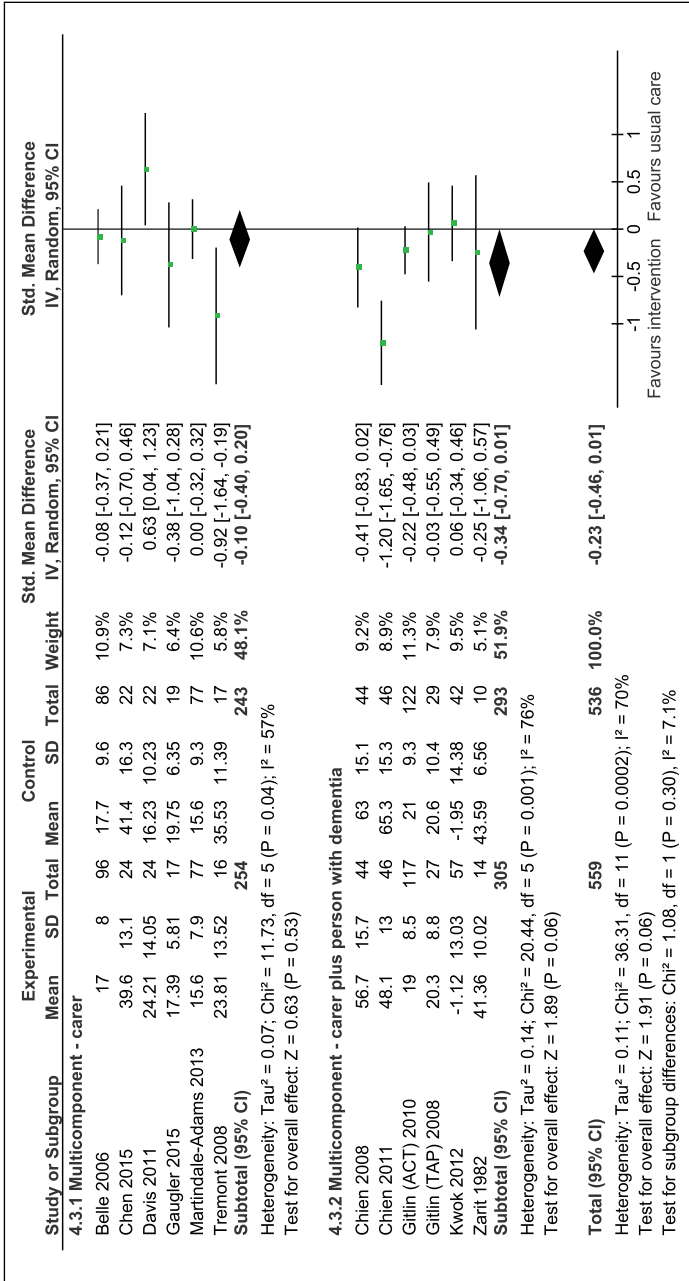 Experimental Control Std. Mean Difference Std. Mean Difference
Study or Subgroup Mean SD Total Mean SD Total Weight IV, Random, 95% CI IV, Random, 95% CI
4.3.1 Multicomponent - carer
Belle 2006 17 8 96 17.7 9.6 86 10.9% -0.08 [-0.37, 0.21]
Chen 2015 39.6 13.1 24 41.4 16.3 22 7.3% -0.12 [-0.70, 0.46]
Davis 2011 24.21 14.05 24 16.23 10.23 22 7.1% 0.63 [0.04, 1.23]
Gaugler 2015 17.39 5.81 17 19.75 6.35 19 6.4% -0.38 [-1.04, 0.28]
Martindale-Adams 2013 15.6 7.9 77 15.6 9.3 77 10.6% 0.00 [-0.32, 0.32]
Tremont 2008 23.81 13.52 16 35.53 11.39 17 5.8% -0.92 [-1.64, -0.19]
Subtotal (95% CI) 254 243 48.1% -0.10 [-0.40, 0.20]
Heterogeneity: Tau² = 0.07; Chi² = 11.73, df = 5 (P = 0.04); I² = 57%
Test for overall effect: Z = 0.63 (P = 0.53)
4.3.2 Multicomponent - carer plus person with dementia
Chien 2008 56.7 15.7 44 63 15.1 44 9.2% -0.41 [-0.83, 0.02]
Chien 2011 48.1 13 46 65.3 15.3 46 8.9% -1.20 [-1.65, -0.76]
Gitlin (ACT) 2010 19 8.5 117 21 9.3 122 11.3% -0.22 [-0.48, 0.03]
Gitlin (TAP) 2008 20.3 8.8 27 20.6 10.4 29 7.9% -0.03 [-0.55, 0.49]
Kwok 2012 -1.12 13.03 57 -1.95 14.38 42 9.5% 0.06 [-0.34, 0.46]
Zarit 1982 41.36 10.02 14 43.59 6.56 10 5.1% -0.25 [-1.06, 0.57]
Subtotal (95% CI) 305 293 51.9% -0.34 [-0.70, 0.01]
Heterogeneity: Tau² = 0.14; Chi² = 20.44, df = 5 (P = 0.001); I² = 76%
Test for overall effect: Z = 1.89 (P = 0.06)
Total (95% CI) 559 536 100.0% -0.23 [-0.46, 0.01]
Heterogeneity: Tau² = 0.11; Chi² = 36.31, df = 11 (P = 0.0002); I² = 70%
Test for overall effect: Z = 1.91 (P = 0.06)
Test for subgroup differences: Chi² = 1.08, df = 1 (P = 0.30), I² = 7.1%
-1 -0.5 0 0.5 1
Favours intervention Favours usual care